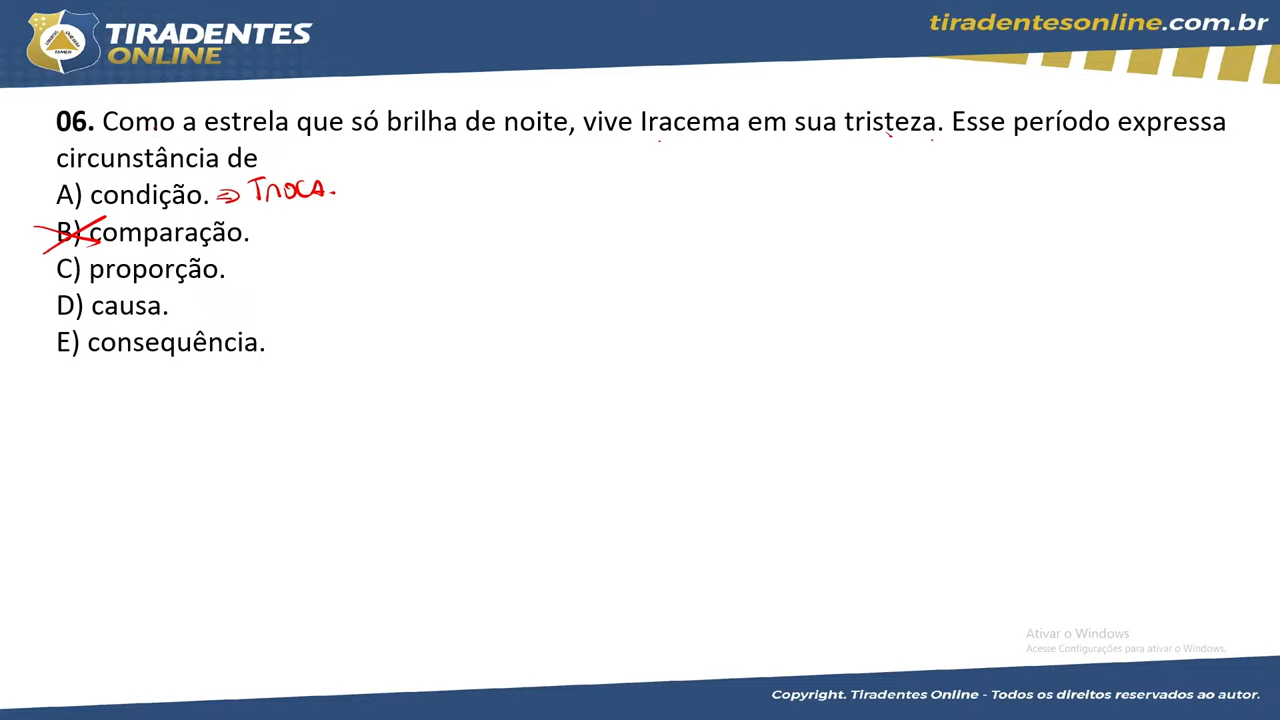 TIRADENTES
ONLINE
tiradentesonline.com.br
06. Como a estrela que só brilha de noite, vive Iracema em sua tristeza. Esse período expressa
circunstância de
A) condição. ⇒ Troca.
B) comparação.
C) proporção.
D) causa.
E) consequência.
Ativar o Windows
Acesse Configurações para ativar o Windows.
Copyright. Tiradentes Online - Todos os direitos reservados ao autor.